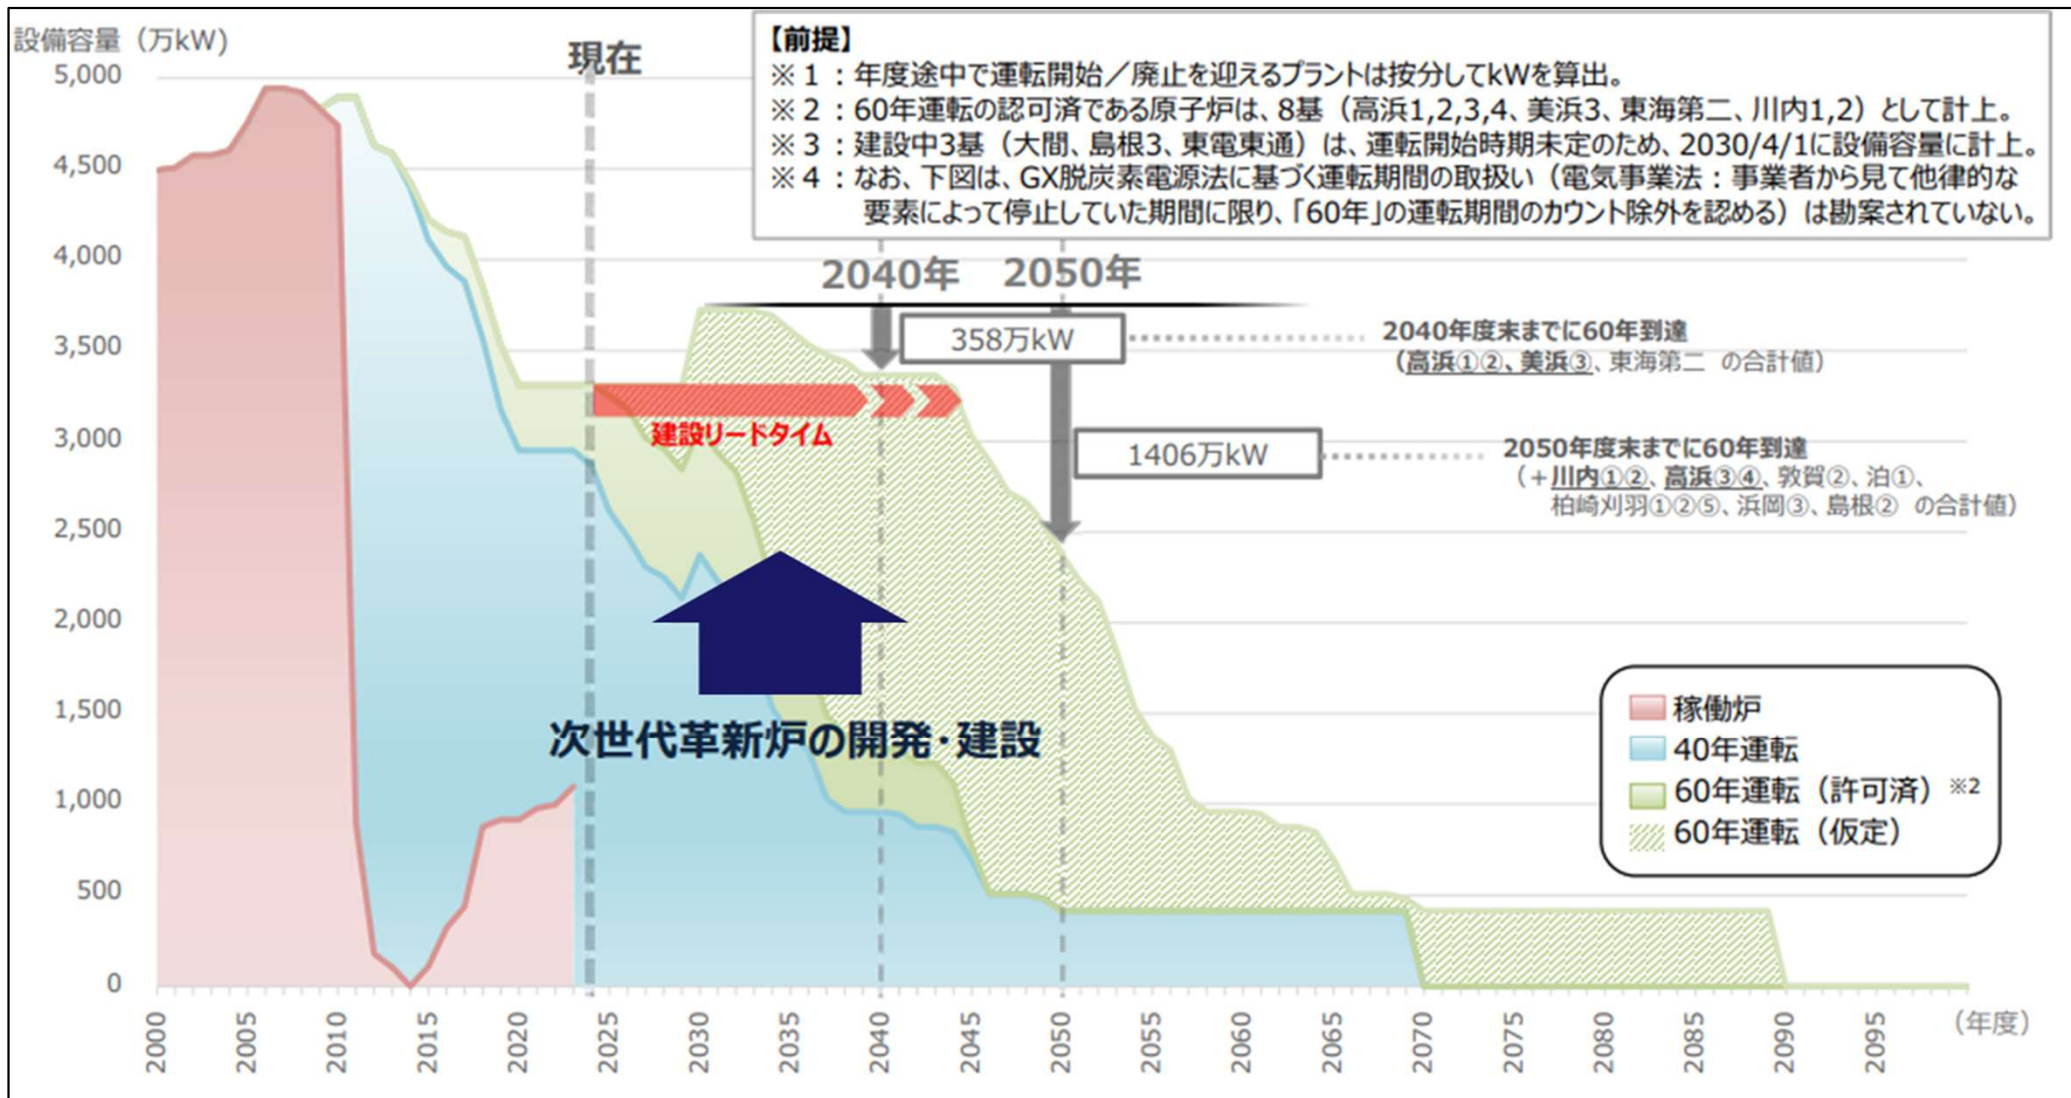 設備容量（万kW）
現在
【前提】
※１：年度途中で運転開始／廃止を迎えるプラントは按分してkWを算出。
※２：60年運転の認可済である原子炉は、8基（高浜1,2,3,4、美浜3、東海第二、川内1,2）として計上。
※３：建設中3基（大間、島根3、東電東通）は、運転開始時期未定のため、2030/4/1に設備容量に計上。
※４：なお、下図は、GX脱炭素電源法に基づく運転期間の取扱い（電気事業法：事業者から見て他律的な
要素によって停止していた期間に限り、「60年」の運転期間のカウント除外を認める）は勘案されていない。
5,000
4,500
4,000
3,500
3,000
2,500
2,000
1,500
1,000
500
0
2040年
2050年
358万kW
2040年度末までに60年到達
（高浜①②、美浜③、東海第二 の合計値）
建設リードタイム
1406万kW
2050年度末までに60年到達
（＋川内①②、高浜③④、敦賀②、泊①、
柏崎刈羽①②⑤、浜岡③、島根② の合計値）
次世代革新炉の開発・建設
稼働炉
40年運転
60年運転（許可済）※2
60年運転（仮定）
2000
2005
2010
2015
2020
2025
2030
2035
2040
2045
2050
2055
2060
2065
2070
2075
2080
2085
2090
2095
（年度）